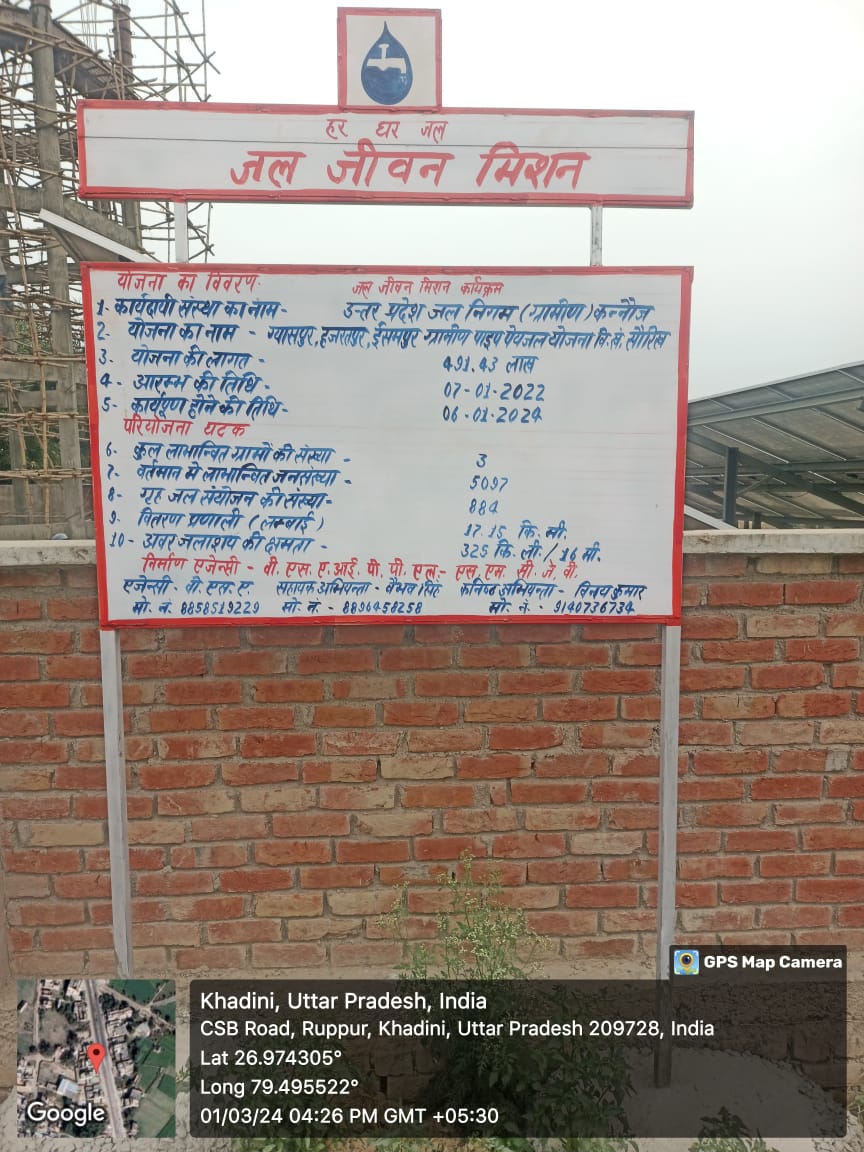 हर घर जल
जल जीवन मिशन
योजना का विवरण- जल जीवन मिशन कार्यक्रम
1- कार्यदायी संस्था का नाम- उत्तर प्रदेश जल निगम (ग्रामीण) कन्नौज
2. योजना का नाम - ग्यासपुर, हजरतपुर, ईसमपुर ग्रामीण पाइप पेयजल योजना वि. खं. सौरिख
3. योजना की लागत - 491.43 लाख
4- आरम्भ की तिथि- 07-01-2022
5- कार्यपूण होने की तिथि- 06-01-2024
परियोजना घटक
6- कुल लाभान्वित ग्रामों की संख्या - 3
7- वर्तमान मे लाभान्वित जनसंख्या - 5097
8- गृह जल संयोजन की संख्या- 884
9- वितरण प्रणाली (लम्बाई) 17.15 कि. मी.
10- अवर जलाशय की क्षमता - 325 कि. ली. / 16 मी.
निर्माण एजेन्सी - वी. एस. ए. आई. पी. पी. एल.- एस. एम. सी. जे. वी.
एजेन्सी - वी. एस. ए. सहायक अभियन्ता - वैभव सिंह कनिष्ठ अभियन्ता - विनय कुमार
मो. नं. 8858519229 मो. नं. - 8896458258 मो. नं. - 9140736734
GPS Map Camera
Khadini, Uttar Pradesh, India
CSB Road, Ruppur, Khadini, Uttar Pradesh 209728, India
Lat 26.974305°
Long 79.495522°
01/03/24 04:26 PM GMT +05:30
Google